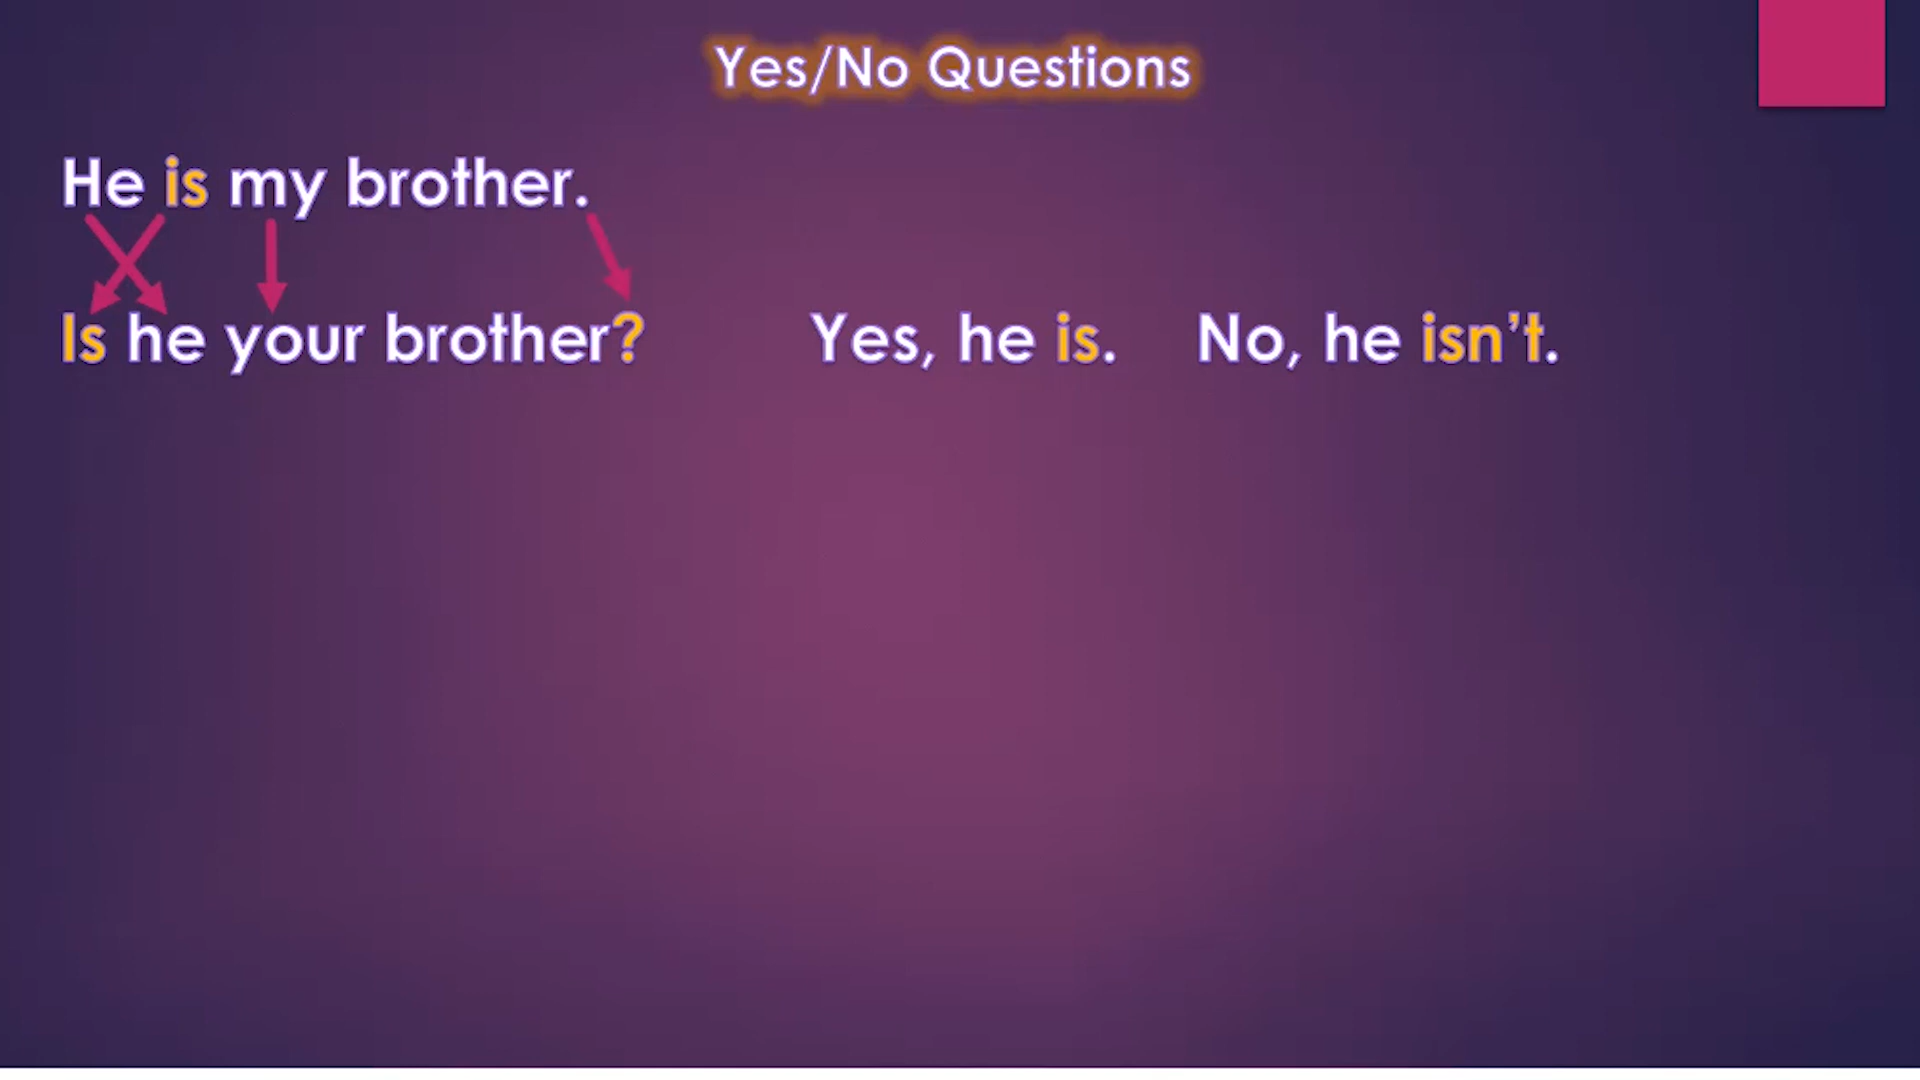 Yes/No Questions
He is my brother.
Is he your brother? Yes, he is. No, he isn’t.